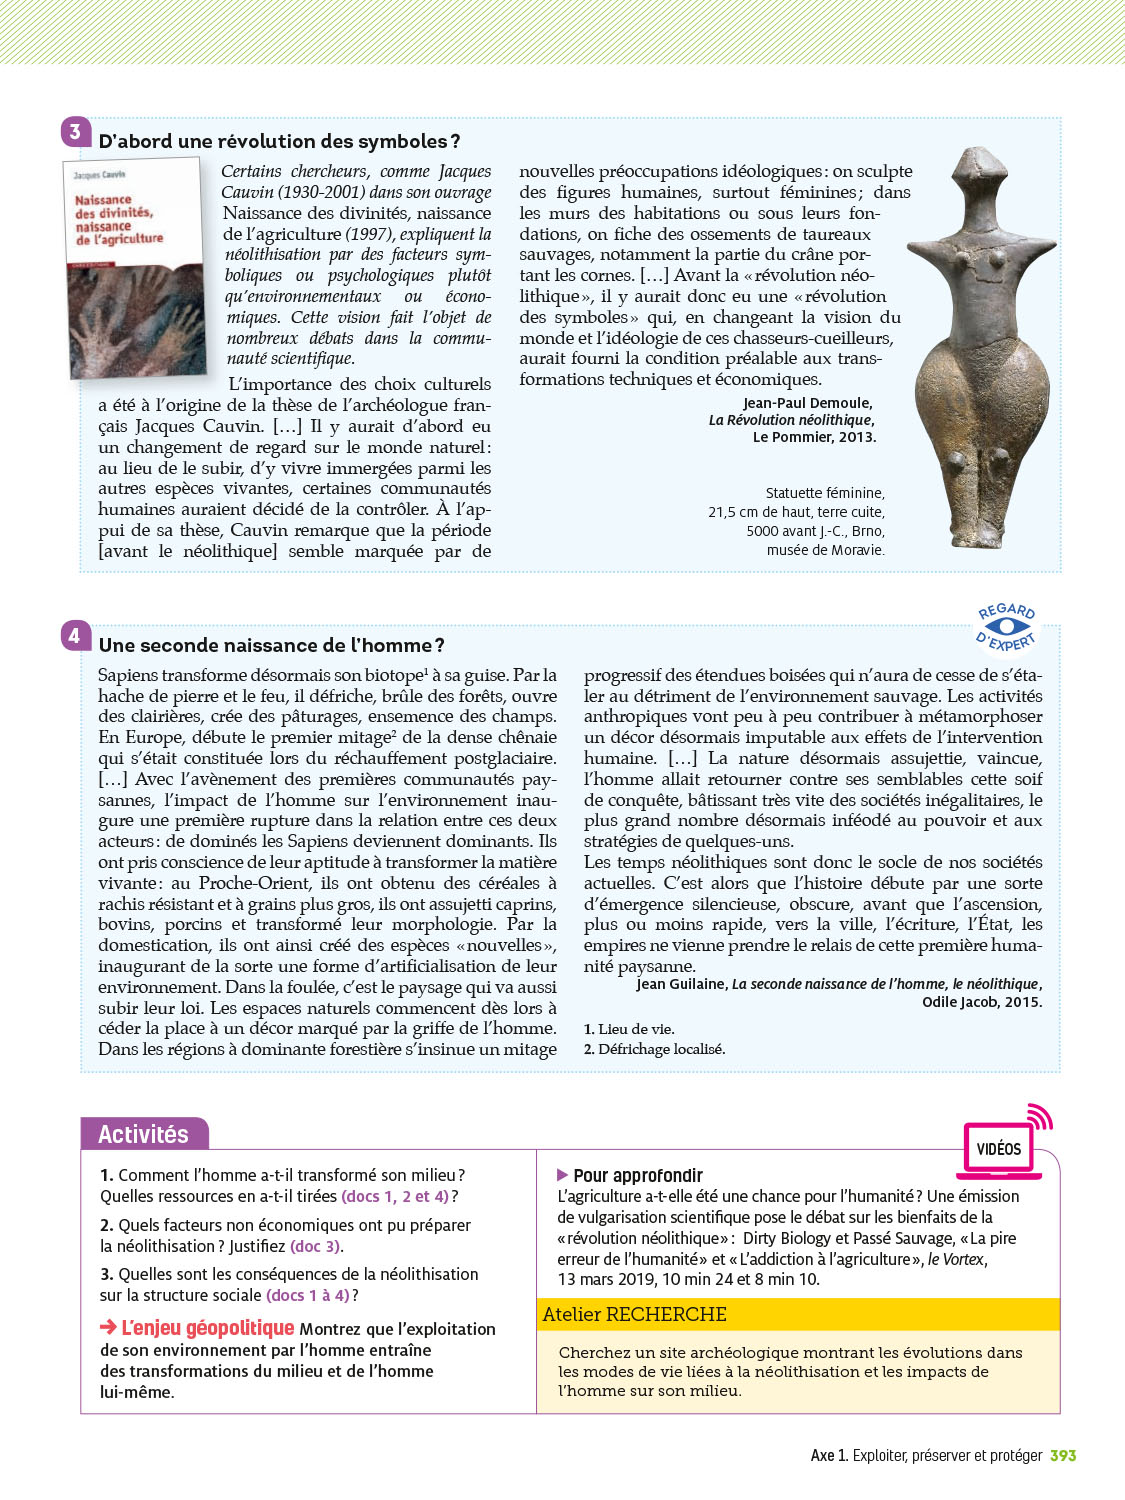 3
D'abord une révolution des symboles ?
Jacques Cauvin
Naissance
des divinités,
naissance
de l'agriculture
Certains chercheurs, comme Jacques
Cauvin (1930-2001) dans son ouvrage
Naissance des divinités, naissance
de l'agriculture (1997), expliquent la
néolithisation par des facteurs sym-
boliques ou psychologiques plutôt
qu'environnementaux ou écono-
miques. Cette vision fait l'objet de
nombreux débats dans la commu-
nauté scientifique.
L'importance des choix culturels
a été à l'origine de la thèse de l'archéologue fran-
çais Jacques Cauvin. […] Il y aurait d'abord eu
un changement de regard sur le monde naturel :
au lieu de le subir, d'y vivre immergées parmi les
autres espèces vivantes, certaines communautés
humaines auraient décidé de la contrôler. À l'ap-
pui de sa thèse, Cauvin remarque que la période
[avant le néolithique] semble marquée par de
nouvelles préoccupations idéologiques : on sculpte
des figures humaines, surtout féminines ; dans
les murs des habitations ou sous leurs fon-
dations, on fiche des ossements de taureaux
sauvages, notamment la partie du crâne por-
tant les cornes. […] Avant la « révolution néo-
lithique », il y aurait donc eu une « révolution
des symboles » qui, en changeant la vision du
monde et l'idéologie de ces chasseurs-cueilleurs,
aurait fourni la condition préalable aux trans-
formations techniques et économiques.
Jean-Paul Demoule,
La Révolution néolithique,
Le Pommier, 2013.
Statuette féminine,
21,5 cm de haut, terre cuite,
5000 avant J.-C., Brno,
musée de Moravie.
REGARD
D'EXPERT
4
Une seconde naissance de l'homme ?
Sapiens transforme désormais son biotope¹ à sa guise. Par la
hache de pierre et le feu, il défriche, brûle des forêts, ouvre
des clairières, crée des pâturages, ensemence des champs.
En Europe, débute le premier mitage² de la dense chênaie
qui s'était constituée lors du réchauffement postglaciaire.
[…] Avec l'avènement des premières communautés pay-
sannes, l'impact de l'homme sur l'environnement inau-
gure une première rupture dans la relation entre ces deux
acteurs : de dominés les Sapiens deviennent dominants. Ils
ont pris conscience de leur aptitude à transformer la matière
vivante : au Proche-Orient, ils ont obtenu des céréales à
rachis résistant et à grains plus gros, ils ont assujetti caprins,
bovins, porcins et transformé leur morphologie. Par la
domestication, ils ont ainsi créé des espèces « nouvelles »,
inaugurant de la sorte une forme d'artificialisation de leur
environnement. Dans la foulée, c'est le paysage qui va aussi
subir leur loi. Les espaces naturels commencent dès lors à
céder la place à un décor marqué par la griffe de l'homme.
Dans les régions à dominante forestière s'insinue un mitage
progressif des étendues boisées qui n'aura de cesse de s'éta-
ler au détriment de l'environnement sauvage. Les activités
anthropiques vont peu à peu contribuer à métamorphoser
un décor désormais imputable aux effets de l'intervention
humaine. […] La nature désormais assujettie, vaincue,
l'homme allait retourner contre ses semblables cette soif
de conquête, bâtissant très vite des sociétés inégalitaires, le
plus grand nombre désormais inféodé au pouvoir et aux
stratégies de quelques-uns.
Les temps néolithiques sont donc le socle de nos sociétés
actuelles. C'est alors que l'histoire débute par une sorte
d'émergence silencieuse, obscure, avant que l'ascension,
plus ou moins rapide, vers la ville, l'écriture, l'État, les
empires ne vienne prendre le relais de cette première huma-
nité paysanne.
Jean Guilaine, La seconde naissance de l'homme, le néolithique,
Odile Jacob, 2015.
1. Lieu de vie.
2. Défrichage localisé.
Activités
1. Comment l'homme a-t-il transformé son milieu ?
Quelles ressources en a-t-il tirées (docs 1, 2 et 4) ?
2. Quels facteurs non économiques ont pu préparer
la néolithisation ? Justifiez (doc 3).
3. Quelles sont les conséquences de la néolithisation
sur la structure sociale (docs 1 à 4) ?
→ L'enjeu géopolitique Montrez que l'exploitation
de son environnement par l'homme entraîne
des transformations du milieu et de l'homme
lui-même.
VIDÉOS
▶ Pour approfondir
L'agriculture a-t-elle été une chance pour l'humanité ? Une émission
de vulgarisation scientifique pose le débat sur les bienfaits de la
« révolution néolithique » : Dirty Biology et Passé Sauvage, « La pire
erreur de l'humanité » et « L'addiction à l'agriculture », le Vortex,
13 mars 2019, 10 min 24 et 8 min 10.
Atelier RECHERCHE
Cherchez un site archéologique montrant les évolutions dans
les modes de vie liées à la néolithisation et les impacts de
l'homme sur son milieu.
Axe 1. Exploiter, préserver et protéger 393